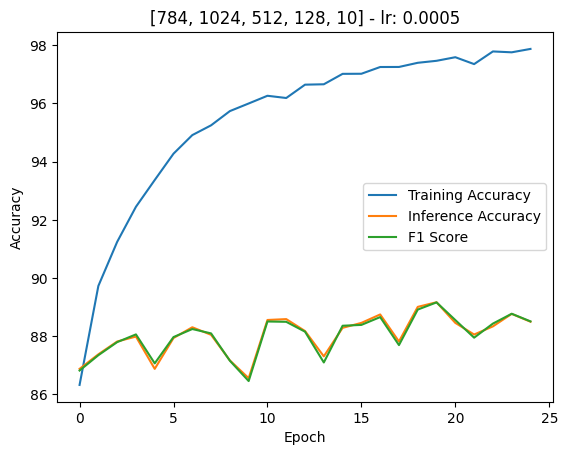 [784, 1024, 512, 128, 10] - lr: 0.0005
98
96
94
92
90
88
86
Accuracy
Training Accuracy
Inference Accuracy
F1 Score
0
5
10
15
20
25
Epoch